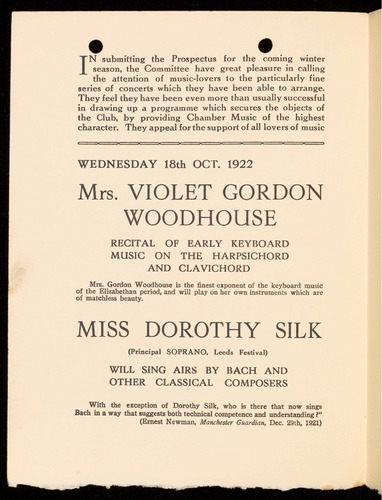 IN submitting the Prospectus for the coming winter
season, the Committee have great pleasure in calling
the attention of music-lovers to the particularly fine
series of concerts which they have been able to arrange.
They feel they have been even more than usually successful
in drawing up a programme which secures the objects of
the Club, by providing Chamber Music of the highest
character. They appeal for the support of all lovers of music
WEDNESDAY 18th OCT. 1922
Mrs. VIOLET GORDON
WOODHOUSE
RECITAL OF EARLY KEYBOARD
MUSIC ON THE HARPSICHORD
AND CLAVICHORD
Mrs. Gordon Woodhouse is the finest exponent of the keyboard music
of the Elizabethan period, and will play on her own instruments which are
of matchless beauty.
MISS DOROTHY SILK
(Principal SOPRANO, Leeds Festival)
WILL SING AIRS BY BACH AND
OTHER CLASSICAL COMPOSERS
With the exception of Dorothy Silk, who is there that now sings
Bach in a way that suggests both technical competence and understanding?"
(Ernest Newman, Manchester Guardian, Dec. 29th, 1921)